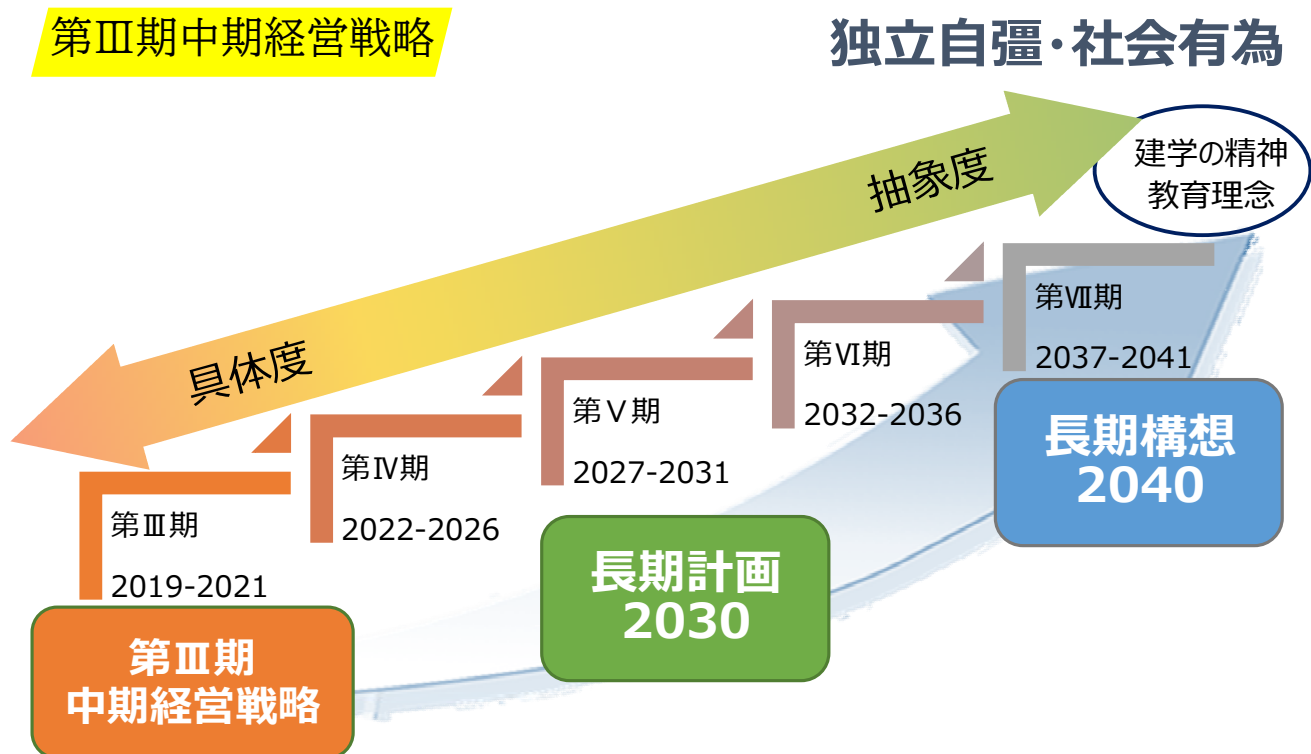 第Ⅲ期中期経営戦略
独立自彊・社会有為
建学の精神
教育理念
抽象度
具体度
第Ⅶ期
2037-2041
長期構想
2040
第Ⅵ期
2032-2036
第Ⅴ期
2027-2031
長期計画
2030
第Ⅳ期
2022-2026
第Ⅲ期
2019-2021
第Ⅲ期
中期経営戦略